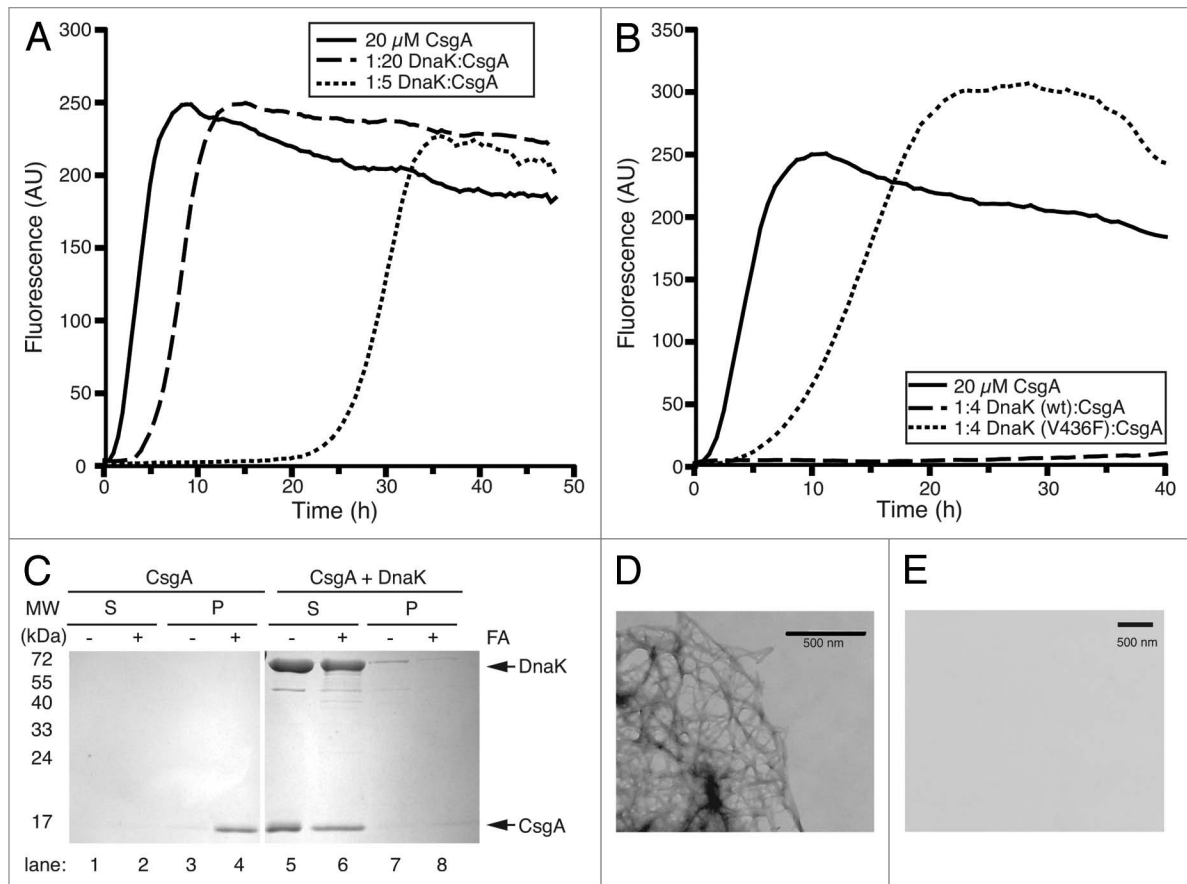 A
300
250
200
150
100
50
0
Fluorescence (AU)
20 µM CsgA
1:20 DnaK:CsgA
1:5 DnaK:CsgA
0 10 20 30 40 50
Time (h)
B
350
300
250
200
150
100
50
0
Fluorescence (AU)
20 µM CsgA
1:4 DnaK (wt):CsgA
1:4 DnaK (V436F):CsgA
0 10 20 30 40
Time (h)
C
CsgA CsgA + DnaK
MW S P S P
(kDa) - + - + - + - + FA
72
55
40
33
24
17
DnaK
CsgA
lane: 1 2 3 4 5 6 7 8
D
500 nm
E
500 nm